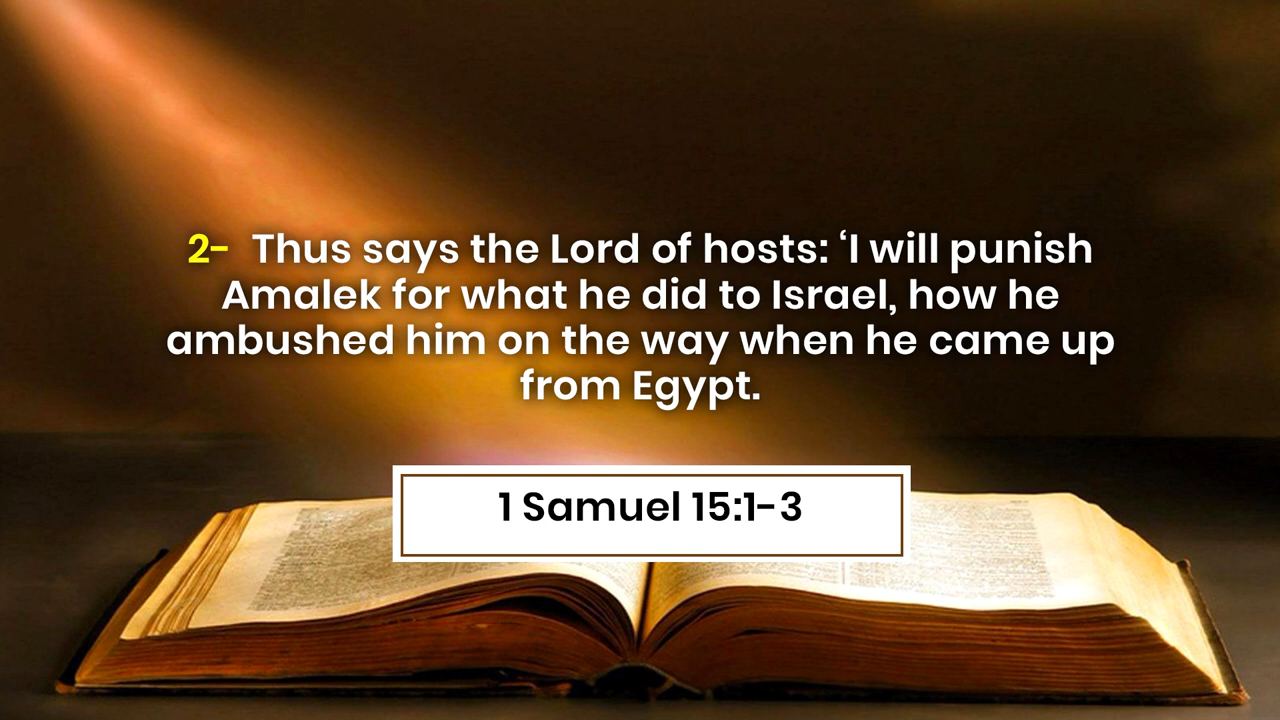 2- Thus says the Lord of hosts: ‘I will punish
Amalek for what he did to Israel, how he
ambushed him on the way when he came up
from Egypt.
1 Samuel 15:1-3